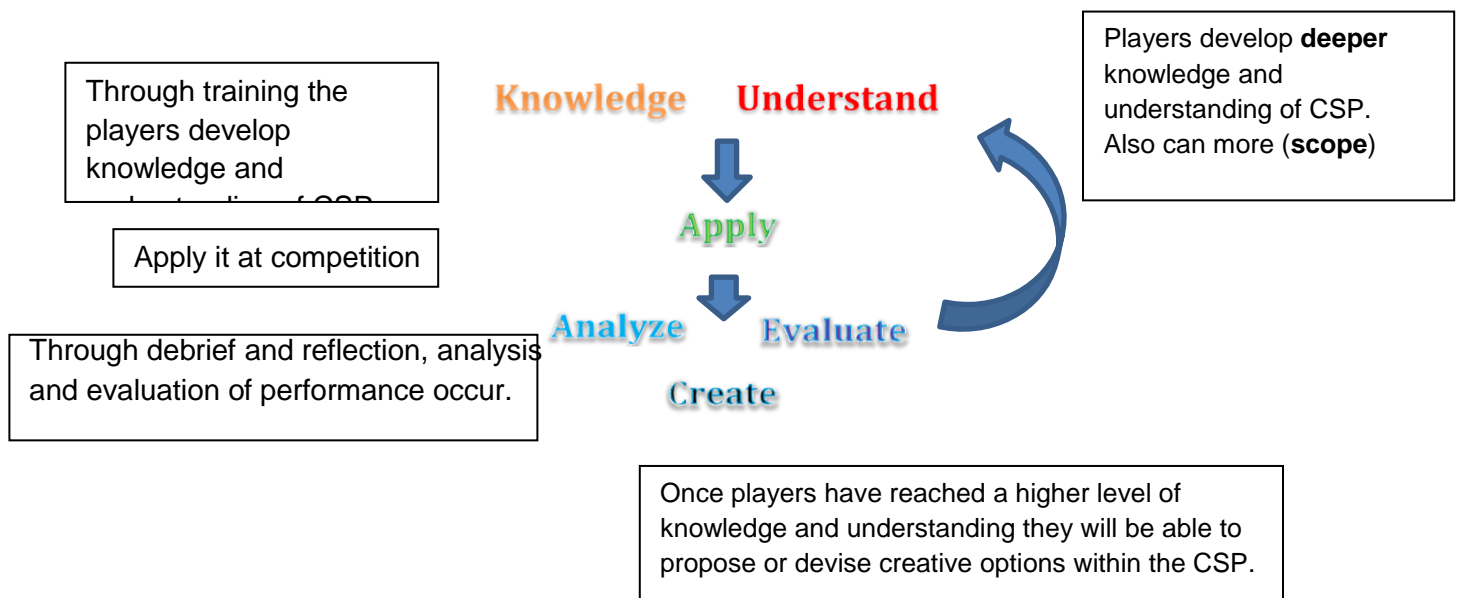 Players develop deeper
knowledge and
understanding of CSP.
Also can more (scope)
Through training the
players develop
knowledge and
understanding of CSP
Knowledge Understand
Apply
Apply it at competition
Analyze Evaluate
Through debrief and reflection, analysis
and evaluation of performance occur.
Create
Once players have reached a higher level of
knowledge and understanding they will be able to
propose or devise creative options within the CSP.